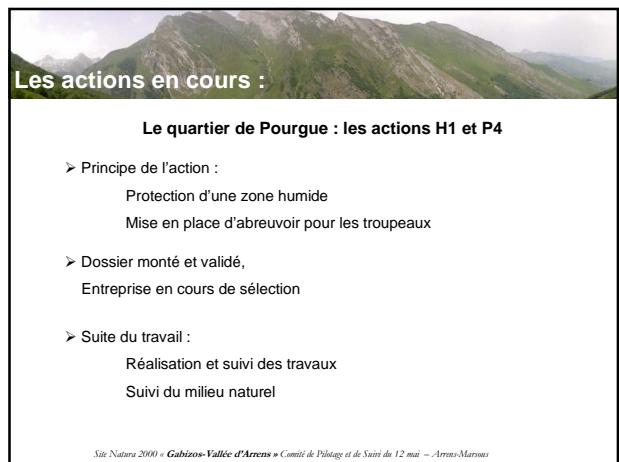 Les actions en cours :
Le quartier de Pourgue : les actions H1 et P4
➢ Principe de l'action :
Protection d'une zone humide
Mise en place d'abreuvoir pour les troupeaux
➢ Dossier monté et validé,
Entreprise en cours de sélection
➢ Suite du travail :
Réalisation et suivi des travaux
Suivi du milieu naturel
Site Natura 2000 « Gabizos-Vallée d'Arrens » Comité de Pilotage et de Suivi du 12 mai – Arrens-Marsous